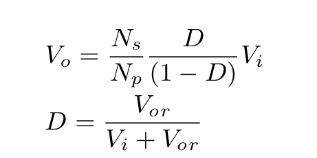 V_o = \frac{N_s}{N_p} \frac{D}{(1 - D)} V_i
D = \frac{V_{or}}{V_i + V_{or}}